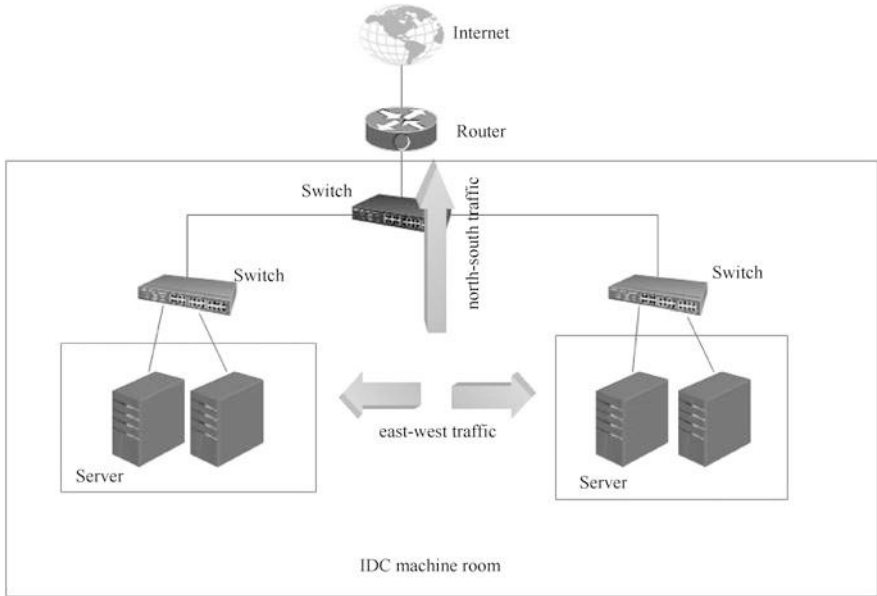 Internet
Router
Switch
north-south traffic
Switch
Switch
east-west traffic
Server
Server
IDC machine room